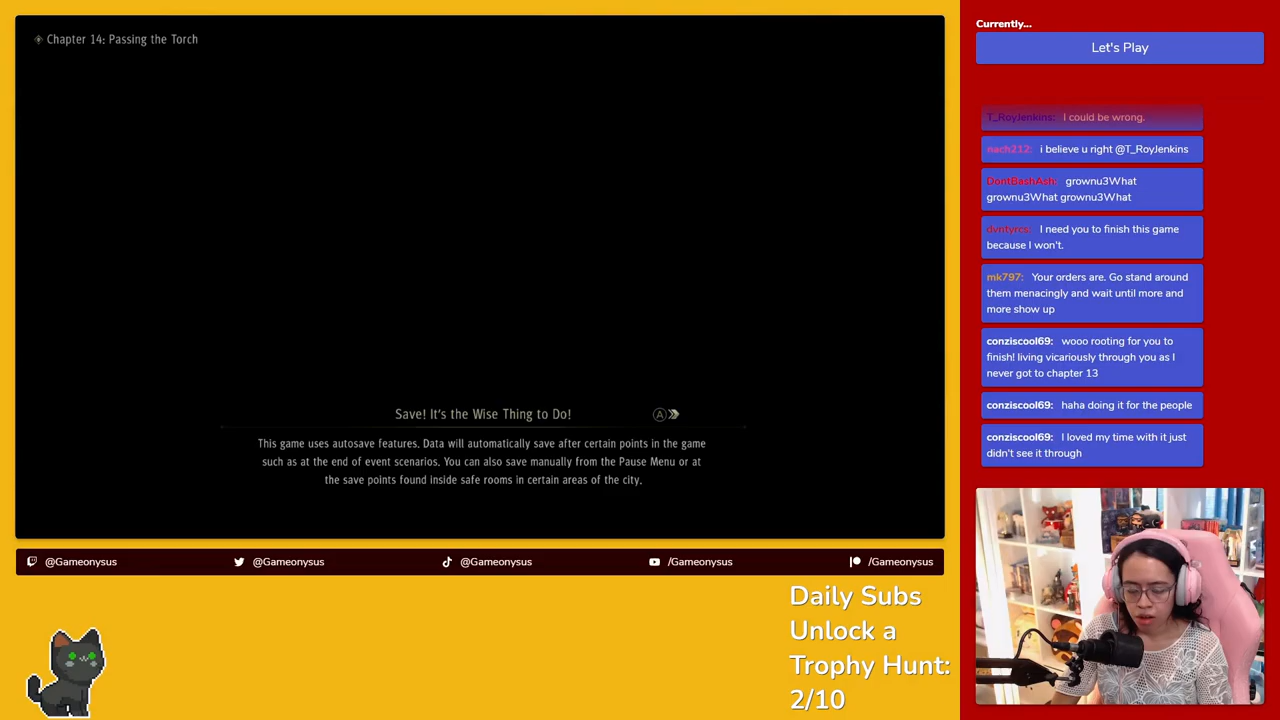 Chapter 14: Passing the Torch
Save! It's the Wise Thing to Do!
A
This game uses autosave features. Data will automatically save after certain points in the game
such as at the end of event scenarios. You can also save manually from the Pause Menu or at
the save points found inside safe rooms in certain areas of the city.
@Gameonysus
@Gameonysus
@Gameonysus
/Gameonysus
/Gameonysus
Daily Subs
Unlock a
Trophy Hunt:
2/10
Currently...
Let's Play
T_RoyJenkins: I could be wrong.
nach212: i believe u right @T_RoyJenkins
DontBashAsh: grownu3What
grownu3What grownu3What
dvntyrcs: I need you to finish this game
because I won't.
mk797: Your orders are. Go stand around
them menacingly and wait until more and
more show up
conziscool69: wooo rooting for you to
finish! living vicariously through you as I
never got to chapter 13
conziscool69: haha doing it for the people
conziscool69: I loved my time with it just
didn't see it through